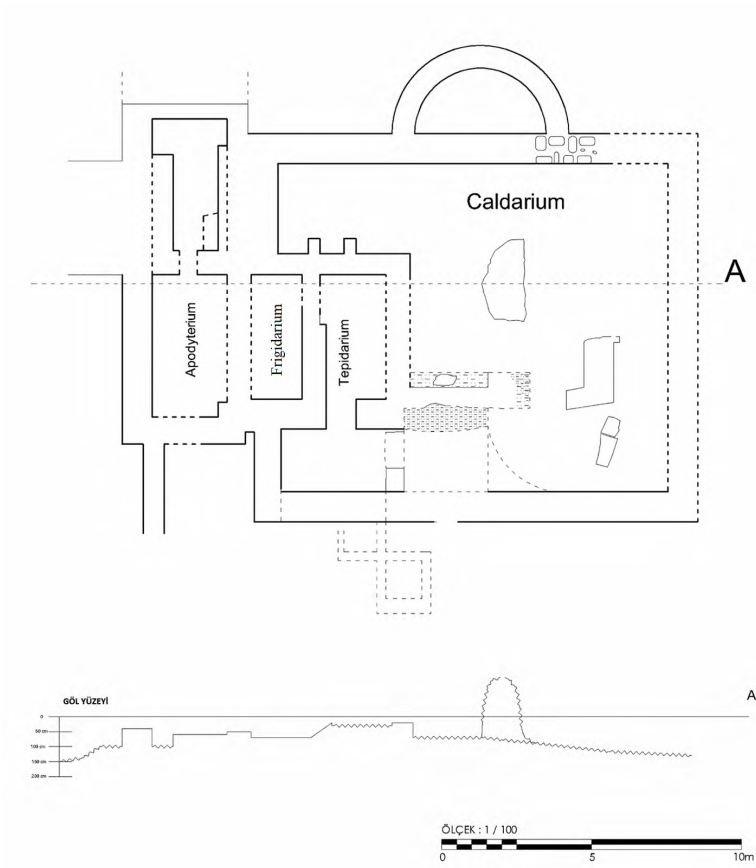 Caldarium
A
Apodyterium
Frigidarium
Tepidarium
A
GÖL YÜZEYİ
0
50 cm
100 cm
150 cm
200 cm
ÖLÇEK : 1 / 100
0 5 10m